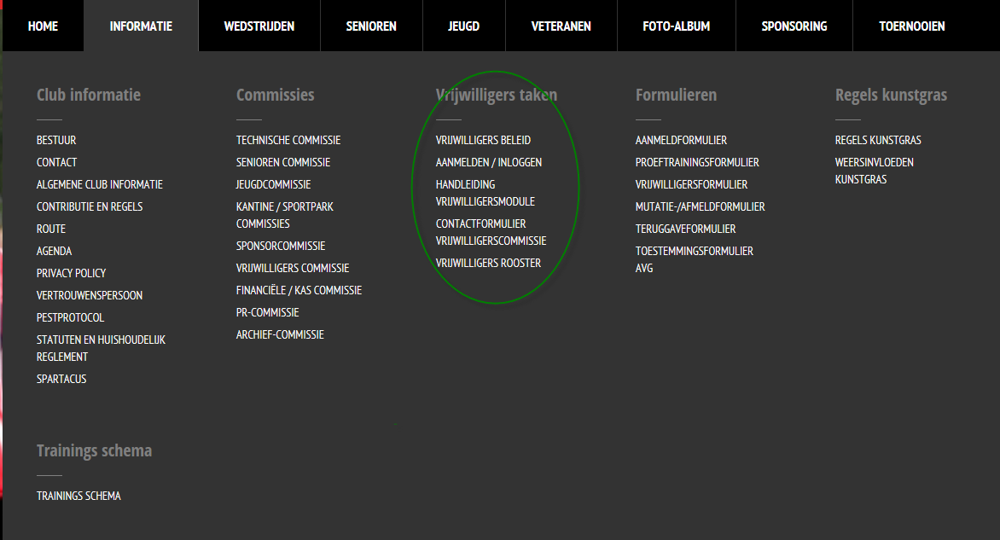 HOME INFORMATIE WEDSTRIJDEN SENIOREN JEUGD VETERANEN FOTO-ALBUM SPONSORING TOERNOOIEN
Club informatie
BESTUUR
CONTACT
ALGEMENE CLUB INFORMATIE
CONTRIBUTIE EN REGELS
ROUTE
AGENDA
PRIVACY POLICY
VERTROUWENSPERSOON
PESTPROTOCOL
STATUTEN EN HUISHOUDELIJK
REGLEMENT
SPARTACUS
Commissies
TECHNISCHE COMMISSIE
SENIOREN COMMISSIE
JEUGDCOMMISSIE
KANTINE / SPORTPARK
COMMISSIES
SPONSORCOMMISSIE
VRIJWILLIGERS COMMISSIE
FINANCIËLE / KAS COMMISSIE
PR-COMMISSIE
ARCHIEF-COMMISSIE
Vrijwilligers taken
VRIJWILLIGERS BELEID
AANMELDEN / INLOGGEN
HANDLEIDING
VRIJWILLIGERSMODULE
CONTACTFORMULIER
VRIJWILLIGERSCOMMISSIE
VRIJWILLIGERS ROOSTER
Formulieren
AANMELDFORMULIER
PROEFTRAININGSFORMULIER
VRIJWILLIGERSFORMULIER
MUTATIE-/AFMELDFORMULIER
TERUGGAVEFORMULIER
TOESTEMMINGSFORMULIER
AVG
Regels kunstgras
REGELS KUNSTGRAS
WEERSINVLOEDEN
KUNSTGRAS
Trainings schema
TRAININGS SCHEMA